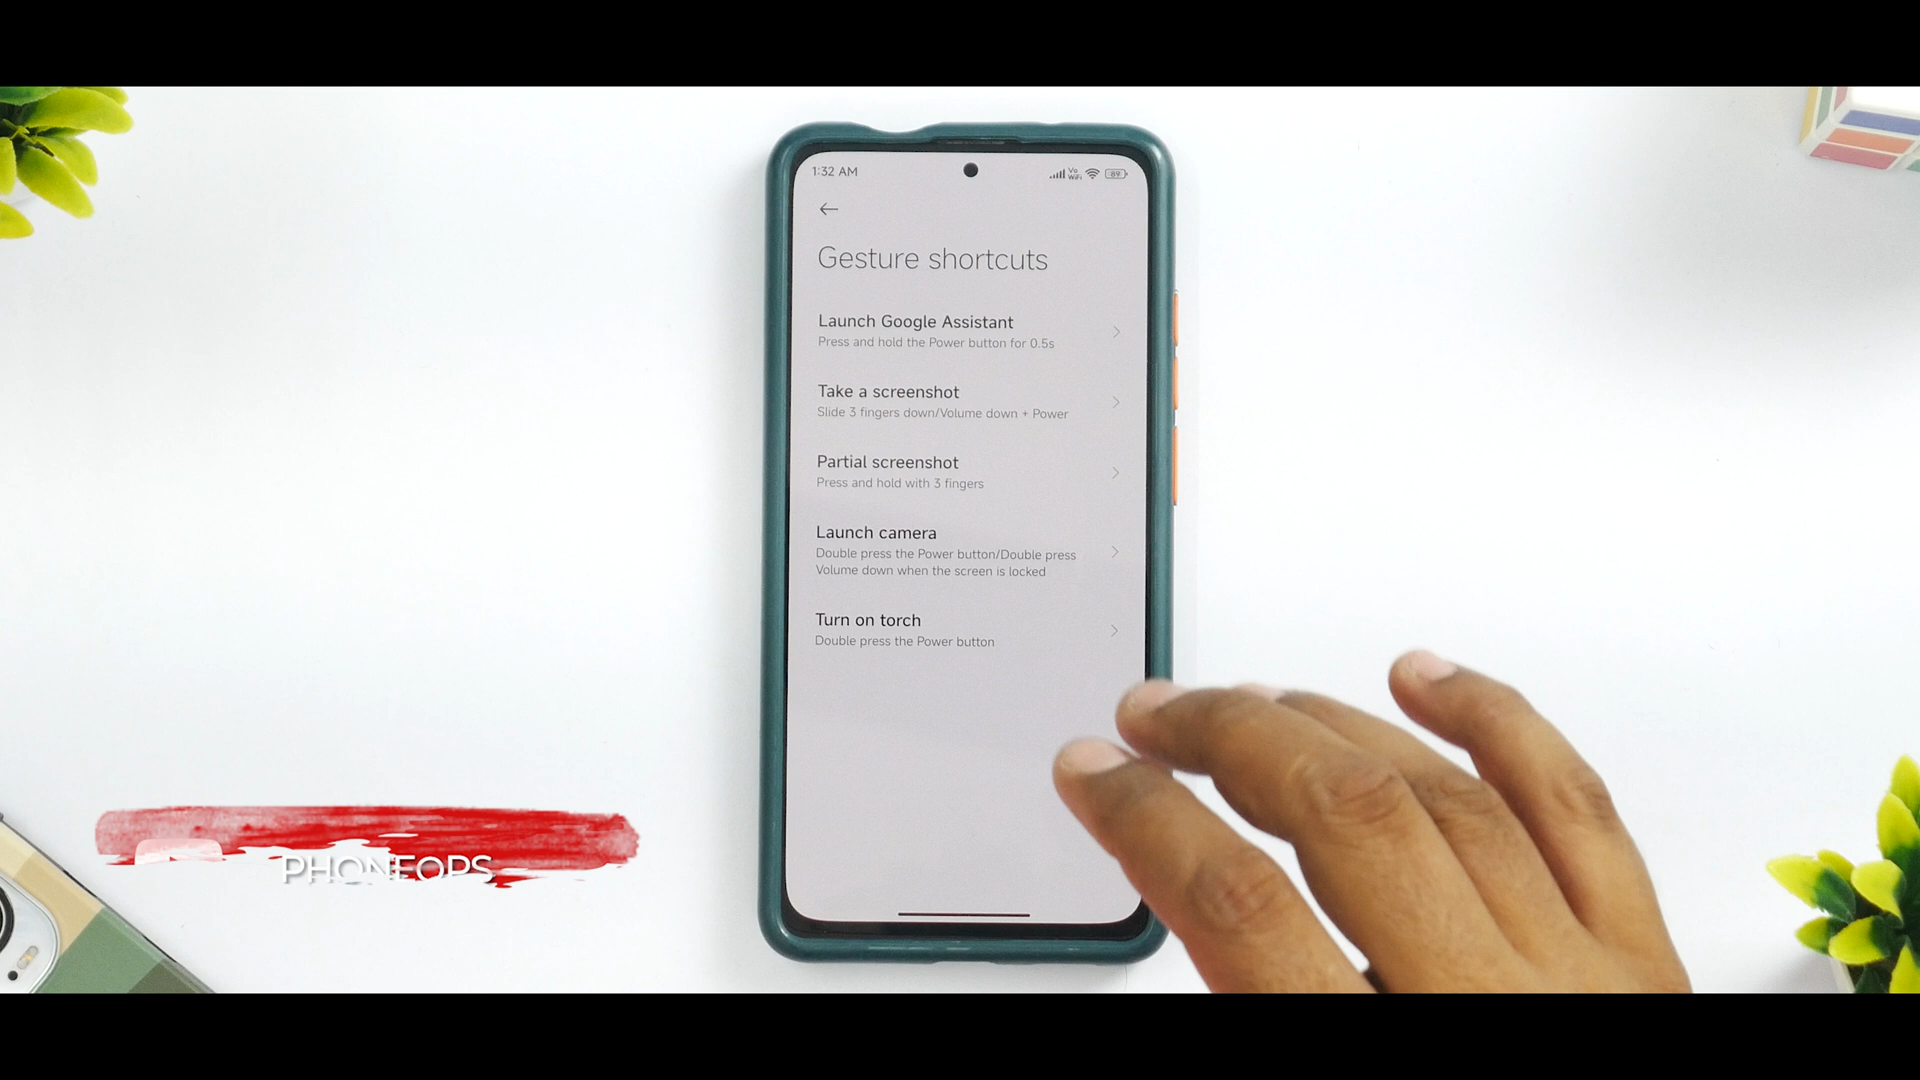 1:32 AM
Vo
WiFi
89
Gesture shortcuts
Launch Google Assistant
Press and hold the Power button for 0.5s
Take a screenshot
Slide 3 fingers down/Volume down + Power
Partial screenshot
Press and hold with 3 fingers
Launch camera
Double press the Power button/Double press
Volume down when the screen is locked
Turn on torch
Double press the Power button
PHONEOPS